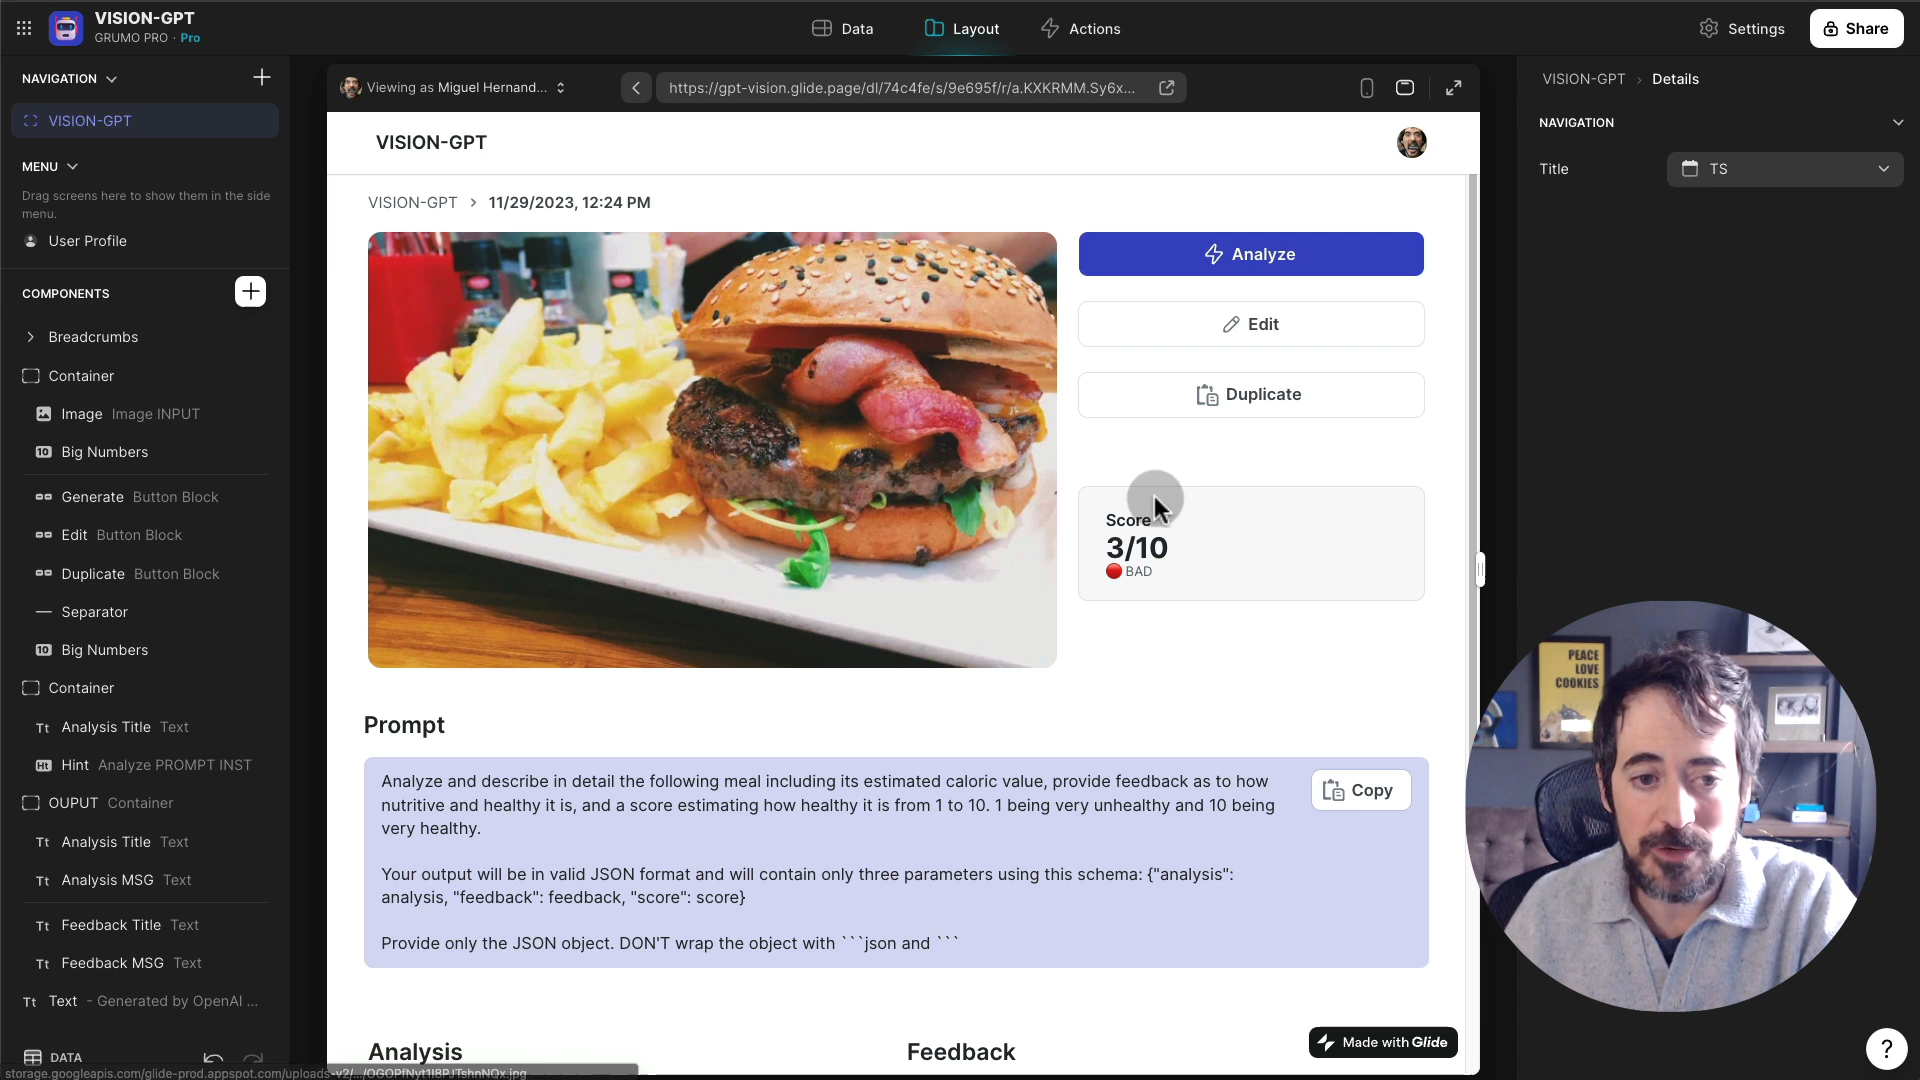 VISION-GPT
GRUMO PRO · Pro
Data
Layout
Actions
Settings
Share
NAVIGATION
VISION-GPT
MENU
Drag screens here to show them in the side
menu.
User Profile
COMPONENTS
Breadcrumbs
Container
Image Image INPUT
Big Numbers
Generate Button Block
Edit Button Block
Duplicate Button Block
Separator
Big Numbers
Container
Analysis Title Text
Hint Analyze PROMPT INST
OUPUT Container
Analysis Title Text
Analysis MSG Text
Feedback Title Text
Feedback MSG Text
Text - Generated by OpenAI ...
DATA
Viewing as Miguel Hernand...
https://gpt-vision.glide.page/dl/74c4fe/s/9e695f/r/a.KXKRMM.Sy6x...
VISION-GPT
VISION-GPT > 11/29/2023, 12:24 PM
Analyze
Edit
Duplicate
Score
3/10
BAD
Prompt
Analyze and describe in detail the following meal including its estimated caloric value, provide feedback as to how
nutritive and healthy it is, and a score estimating how healthy it is from 1 to 10. 1 being very unhealthy and 10 being
very healthy.
Your output will be in valid JSON format and will contain only three parameters using this schema: {"analysis":
analysis, "feedback": feedback, "score": score}
Provide only the JSON object. DON'T wrap the object with ```json and ```
Copy
Analysis
Feedback
Made with Glide
VISION-GPT > Details
NAVIGATION
Title
TS
PEACE
LOVE
COOKIES
?